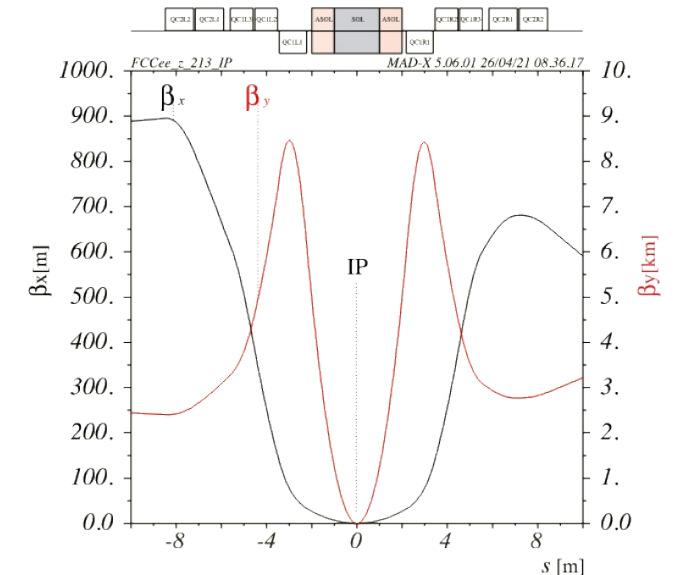 QC2L2 QC2L1 QC1L3 QC1L2 ASOL SOL ASOL QC1R2 QC1R3 QC2R1 QC2R2
QC1L1 QC1R1
FCCee_z_213_IP MAD-X 5.06.01 26/04/21 08.36.17
1000. 10.
βx βy
900. 9.
800. 8.
700. 7.
600. IP 6.
βx[m] βy[km]
500. 5.
400. 4.
300. 3.
200. 2.
100. 1.
0.0 0.0
-8 -4 0 4 8
s [m]